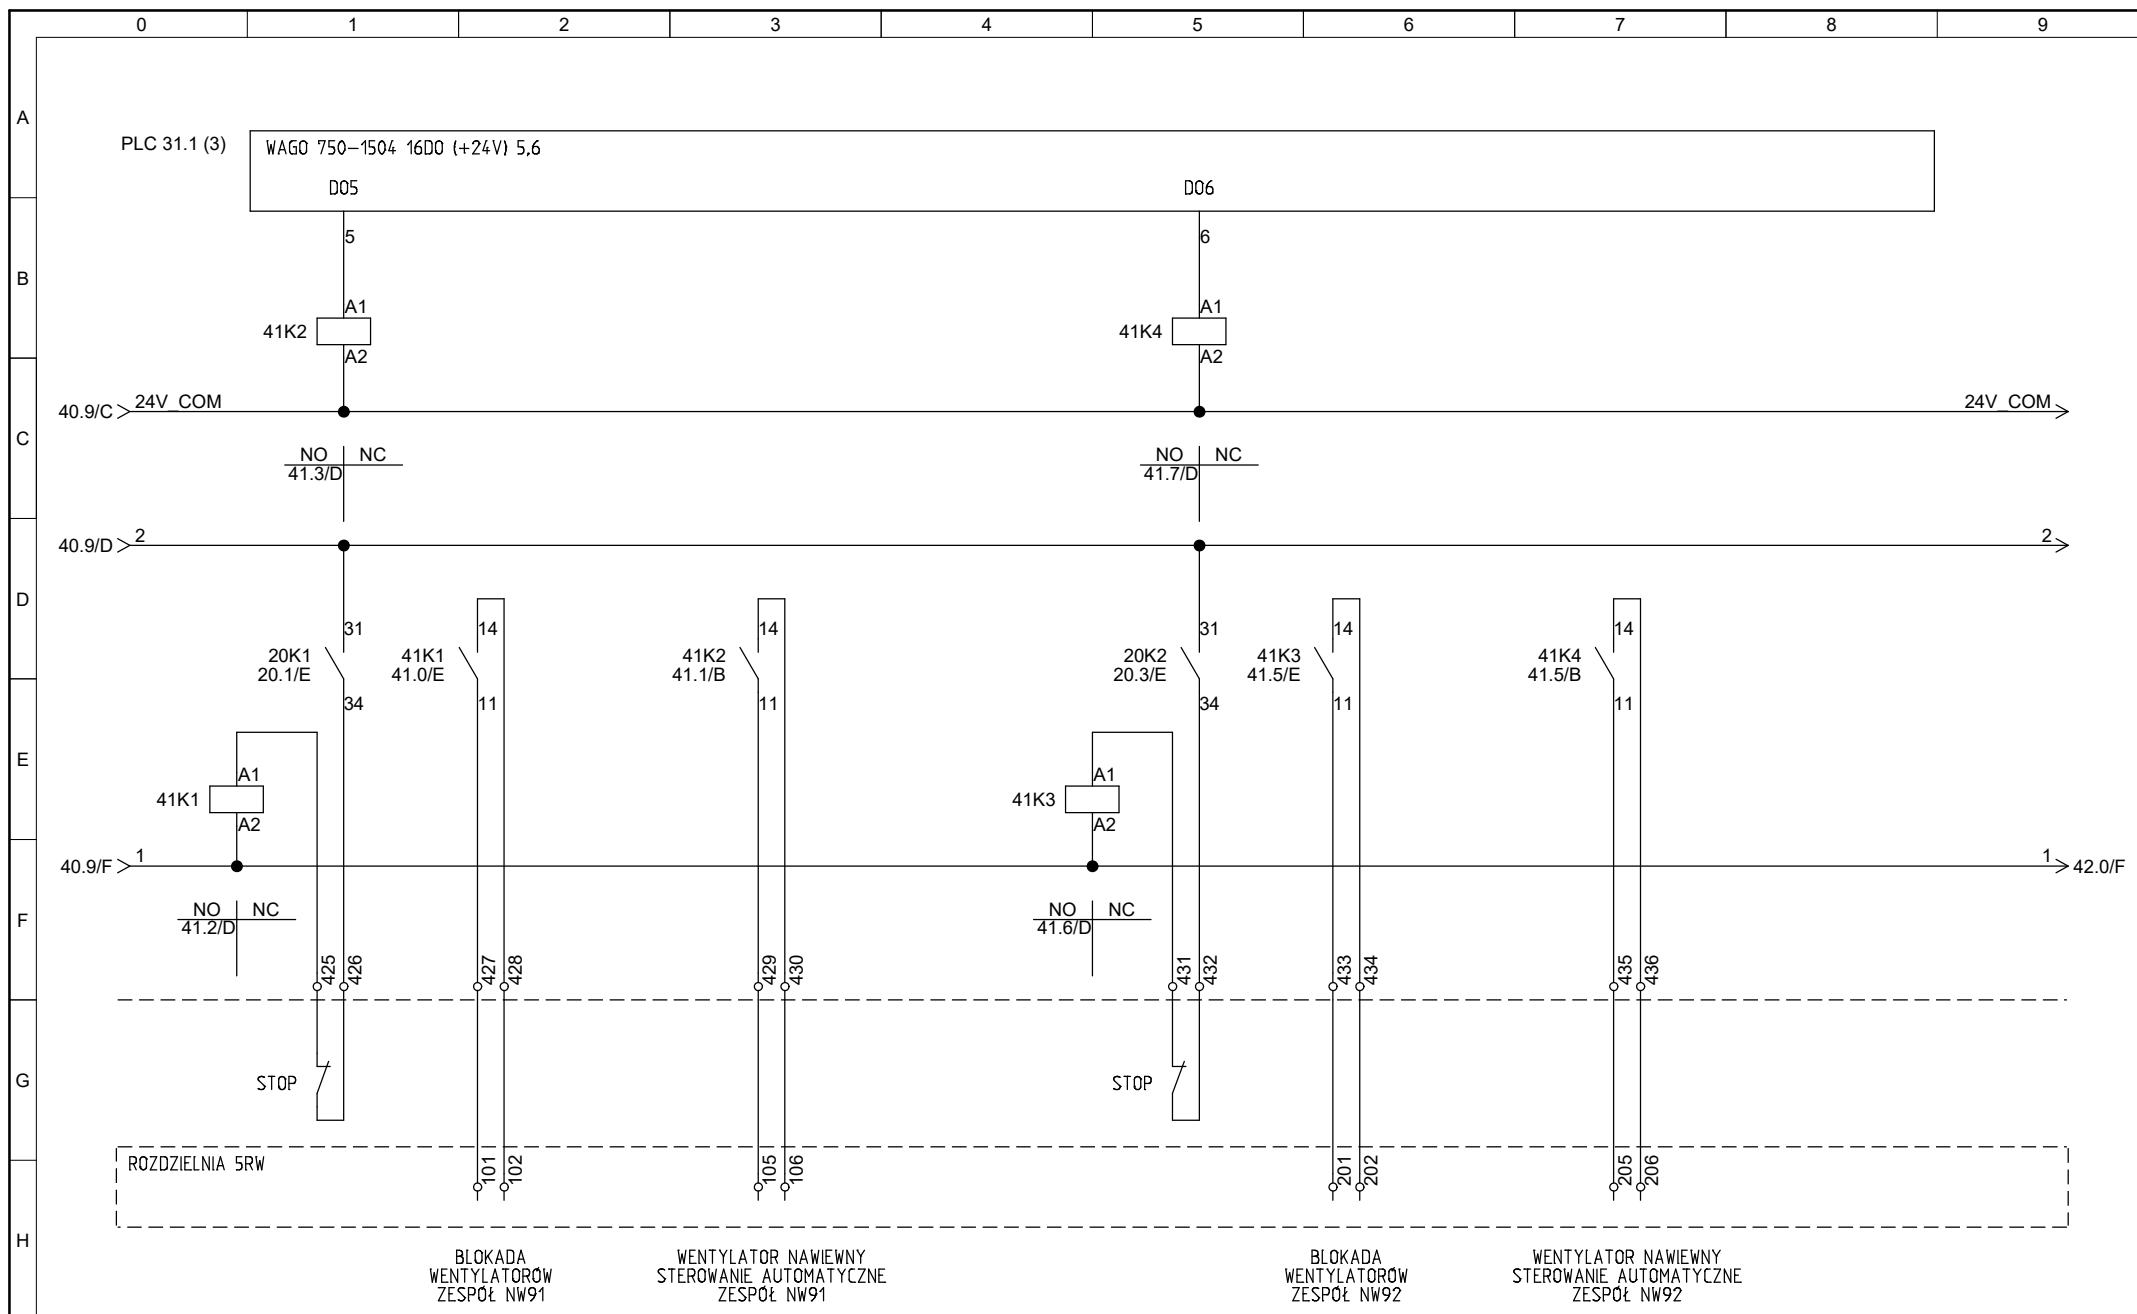 0 1 2 3 4 5 6 7 8 9
A
PLC 31.1 (3)
WAGO 750-1504 16DO (+24V) 5,6
DO5 DO6
5 6
B
A1 A1
41K2 41K4
A2 A2
40.9/C 24V_COM 24V_COM
C
NO NC NO NC
41.3/D 41.7/D
40.9/D 2 2
D
31 14 14 31 14 14
20K1 41K1 41K2 20K2 41K3 41K4
20.1/E 41.0/E 41.1/B 20.3/E 41.5/E 41.5/B
34 11 11 34 11 11
E
A1 A1
41K1 41K3
A2 A2
40.9/F 1 1 42.0/F
F
NO NC NO NC
41.2/D 41.6/D
425 426 427 428 429 430 431 432 433 434 435 436
G
STOP STOP
ROZDZIELNIA 5RW
101 102 105 106 201 202 205 206
H
BLOKADA
WENTYLATORÓW
ZESPÓŁ NW91
WENTYLATOR NAWIEWNY
STEROWANIE AUTOMATYCZNE
ZESPÓŁ NW91
BLOKADA
WENTYLATORÓW
ZESPÓŁ NW92
WENTYLATOR NAWIEWNY
STEROWANIE AUTOMATYCZNE
ZESPÓŁ NW92